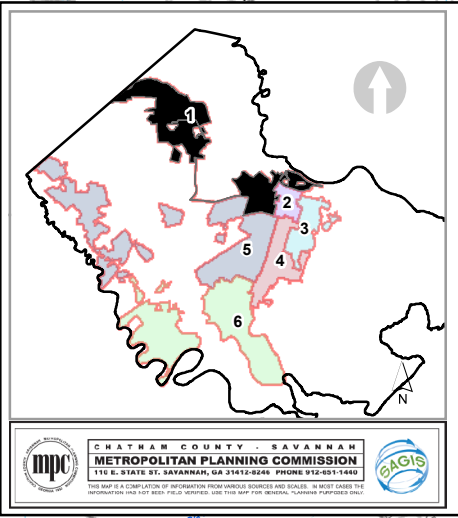 1
2
3
4
5
6
N
CHATHAM COUNTY - SAVANNAH
METROPOLITAN PLANNING COMMISSION
110 E. STATE ST. SAVANNAH, GA 31412-8246 PHONE 912-651-1440
THIS MAP IS A COMPILATION OF INFORMATION FROM VARIOUS SOURCES AND SCALES. IN MOST CASES THE
INFORMATION HAS NOT BEEN FIELD VERIFIED. USE THIS MAP FOR GENERAL PLANNING PURPOSES ONLY.
mpc
SAGIS